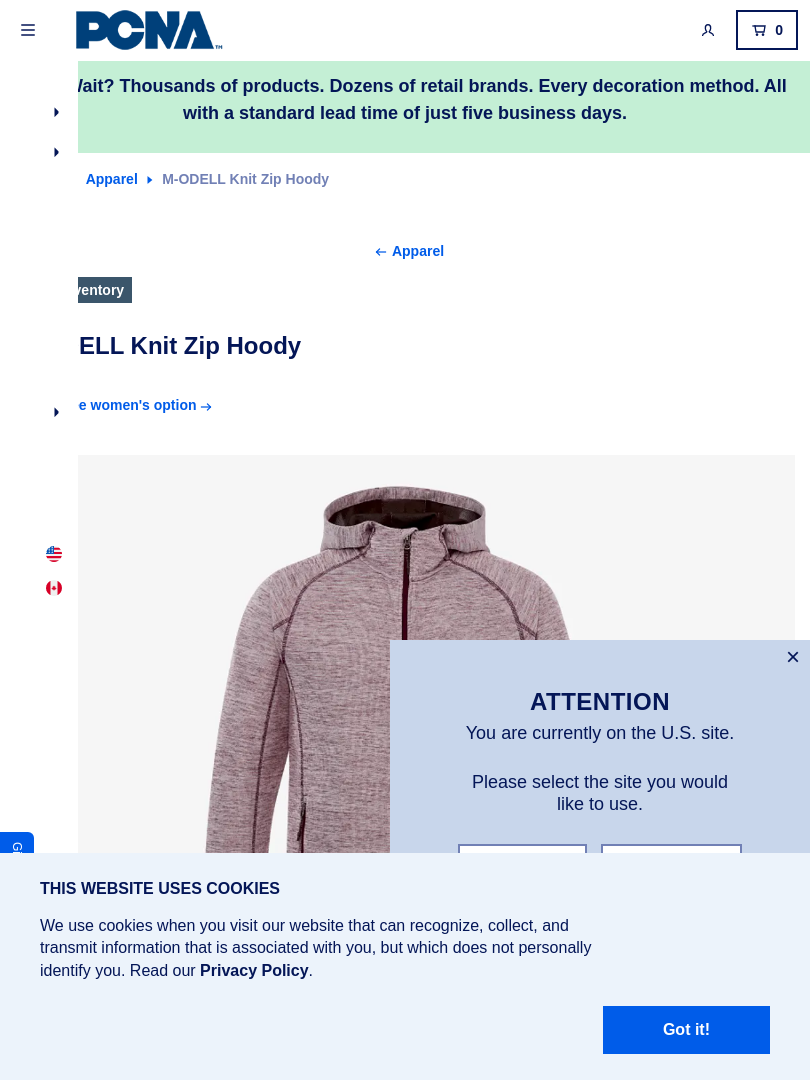 PCNA™
0
Wait? Thousands of products. Dozens of retail brands. Every decoration method. All
with a standard lead time of just five business days.
Apparel M-ODELL Knit Zip Hoody
Apparel
ELL Knit Zip Hoody
women's option
ATTENTION
You are currently on the U.S. site.
Please select the site you would
like to use.
THIS WEBSITE USES COOKIES
We use cookies when you visit our website that can recognize, collect, and
transmit information that is associated with you, but which does not personally
identify you. Read our Privacy Policy.
Got it!